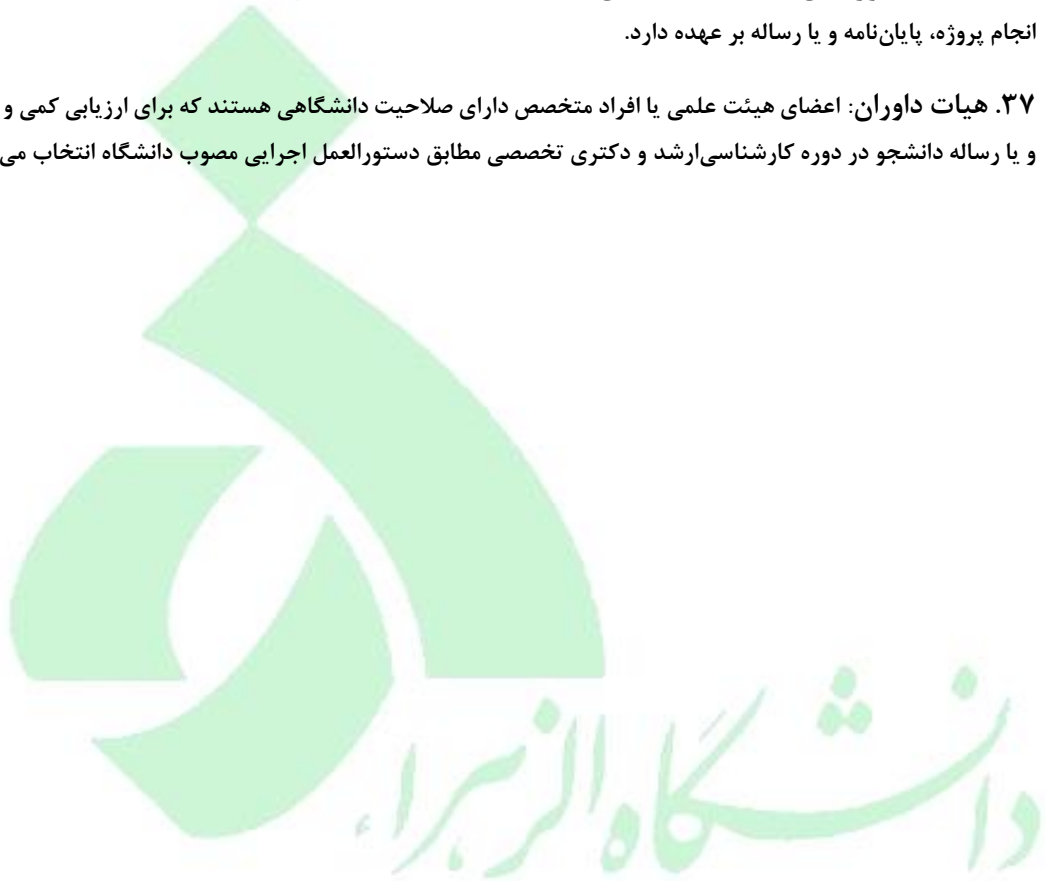 انجام پروژه، پایان‌نامه و یا رساله بر عهده دارد.
۳۷. هیات داوران: اعضای هیئت علمی یا افراد متخصص دارای صلاحیت دانشگاهی هستند که برای ارزیابی کمی و
و یا رساله دانشجو در دوره کارشناسی‌ارشد و دکتری تخصصی مطابق دستورالعمل اجرایی مصوب دانشگاه انتخاب می
دانشگاه الزهراء